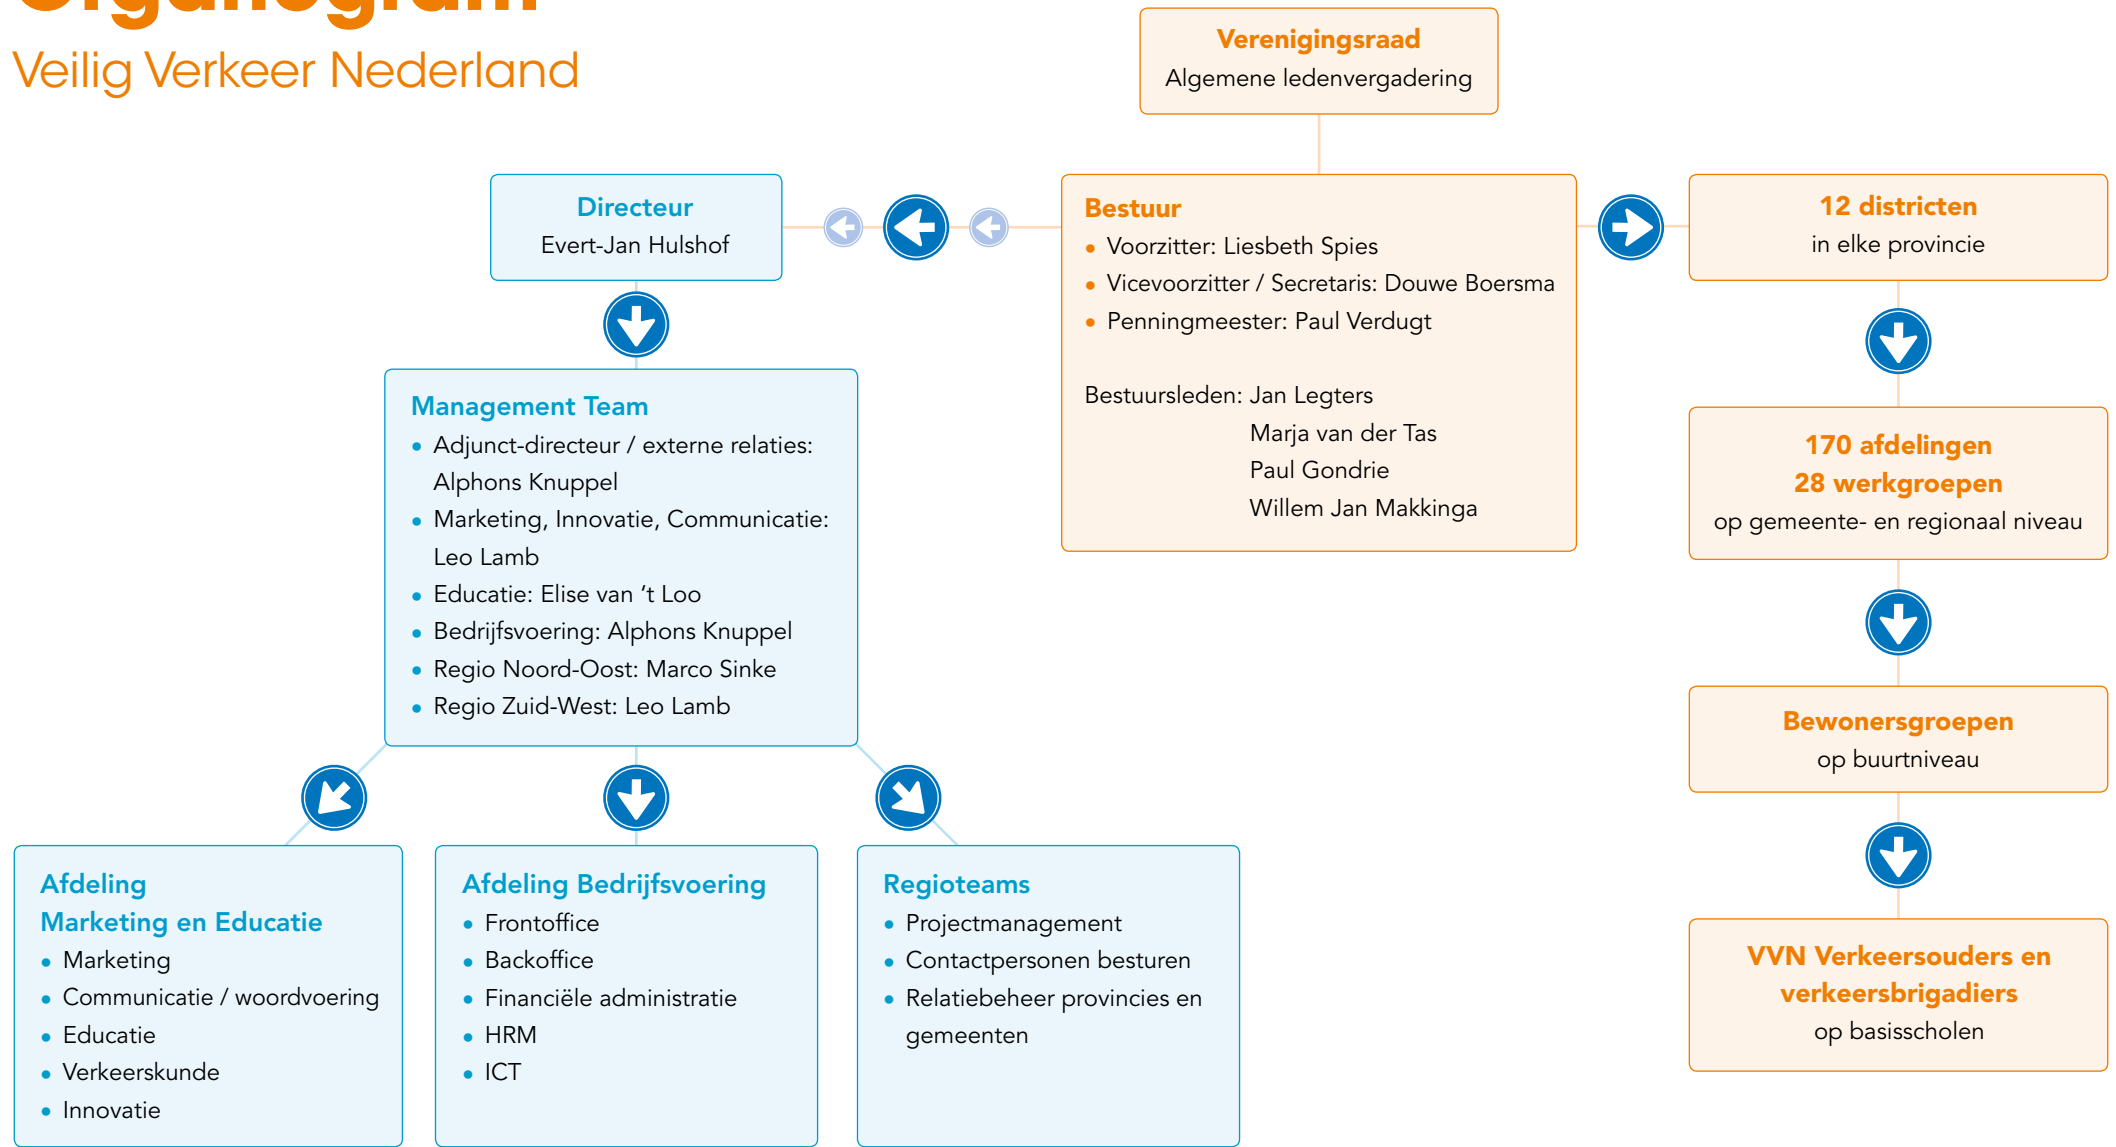 Organogram
Veilig Verkeer Nederland
Verenigingsraad
Algemene ledenvergadering
Directeur
Evert-Jan Hulshof
Bestuur
• Voorzitter: Liesbeth Spies
• Vicevoorzitter / Secretaris: Douwe Boersma
• Penningmeester: Paul Verdugt
Bestuursleden: Jan Legters
Marja van der Tas
Paul Gondrie
Willem Jan Makkinga
12 districten
in elke provincie
170 afdelingen
28 werkgroepen
op gemeente- en regionaal niveau
Bewonersgroepen
op buurtniveau
VVN Verkeersouders en
verkeersbrigadiers
op basisscholen
Management Team
• Adjunct-directeur / externe relaties:
Alphons Knuppel
• Marketing, Innovatie, Communicatie:
Leo Lamb
• Educatie: Elise van ’t Loo
• Bedrijfsvoering: Alphons Knuppel
• Regio Noord-Oost: Marco Sinke
• Regio Zuid-West: Leo Lamb
Afdeling
Marketing en Educatie
• Marketing
• Communicatie / woordvoering
• Educatie
• Verkeerskunde
• Innovatie
Afdeling Bedrijfsvoering
• Frontoffice
• Backoffice
• Financiële administratie
• HRM
• ICT
Regioteams
• Projectmanagement
• Contactpersonen besturen
• Relatiebeheer provincies en
gemeenten